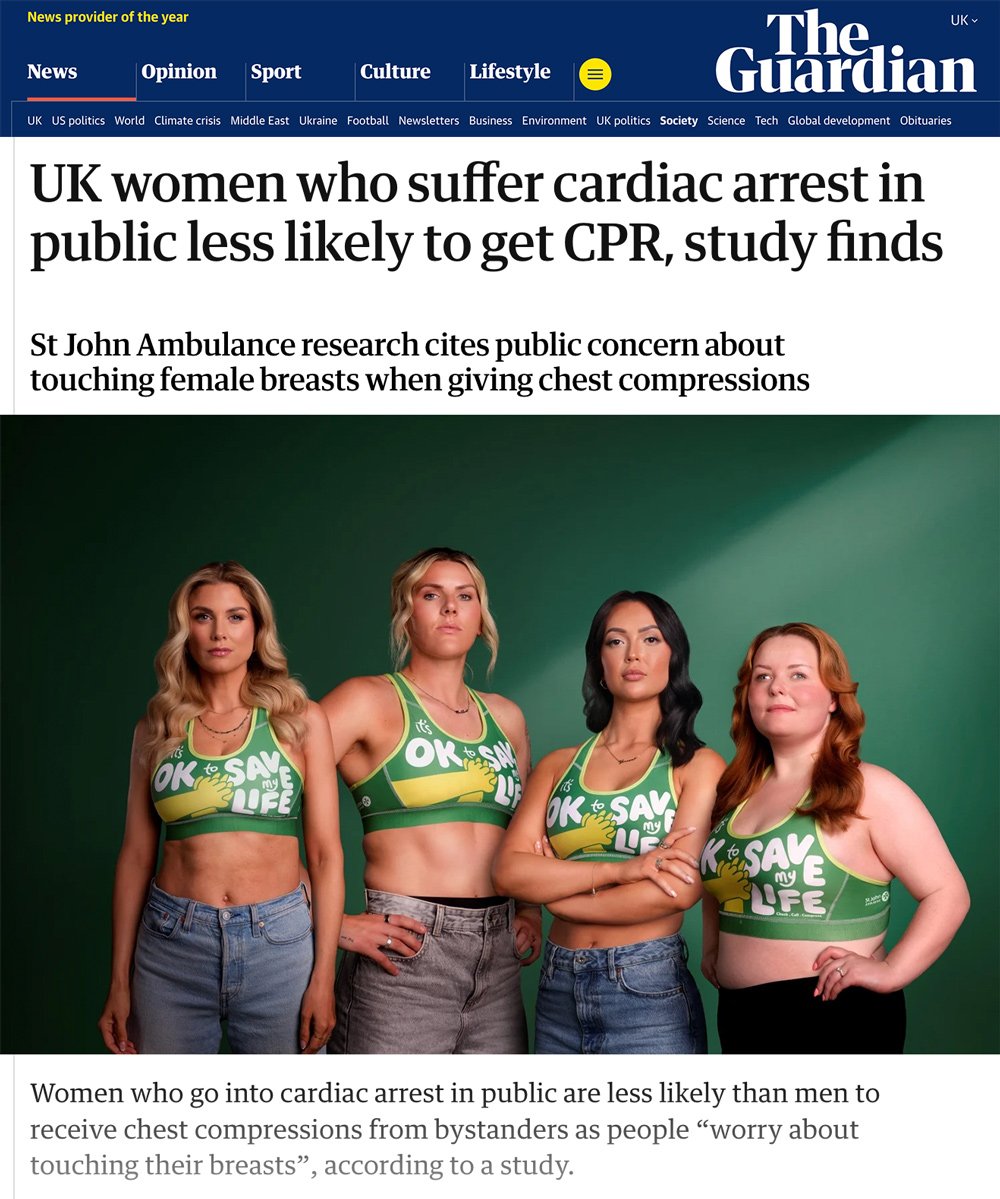 News provider of the year
UK
The
Guardian
News
Opinion
Sport
Culture
Lifestyle
UK US politics World Climate crisis Middle East Ukraine Football Newsletters Business Environment UK politics Society Science Tech Global development Obituaries
UK women who suffer cardiac arrest in
public less likely to get CPR, study finds
St John Ambulance research cites public concern about
touching female breasts when giving chest compressions
it's
OK to SAVE
my
LIFE
it's
OK to SAV
LIF
it's
OK to SAVE
my
LIFE
K to SAVE
my
LIFE
St John
Women who go into cardiac arrest in public are less likely than men to
receive chest compressions from bystanders as people “worry about
touching their breasts”, according to a study.